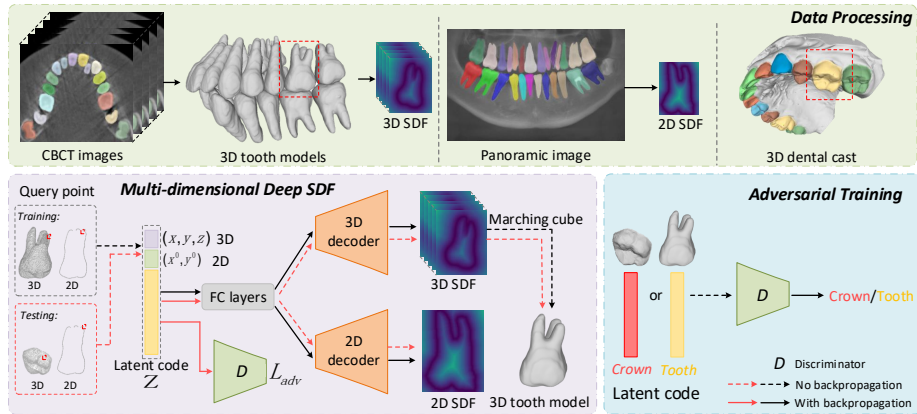 Data Processing
CBCT images
3D tooth models
3D SDF
Panoramic image
2D SDF
3D dental cast
Multi-dimensional Deep SDF
Query point
Training:
3D
2D
Testing:
3D
2D
(x, y, z) 3D
(x⁰, y⁰) 2D
Latent code
Z
FC layers
D
L_adv
3D decoder
2D decoder
3D SDF
2D SDF
Marching cube
3D tooth model
Adversarial Training
or
Crown
Tooth
Latent code
D
Crown/Tooth
D Discriminator
No backpropagation
With backpropagation